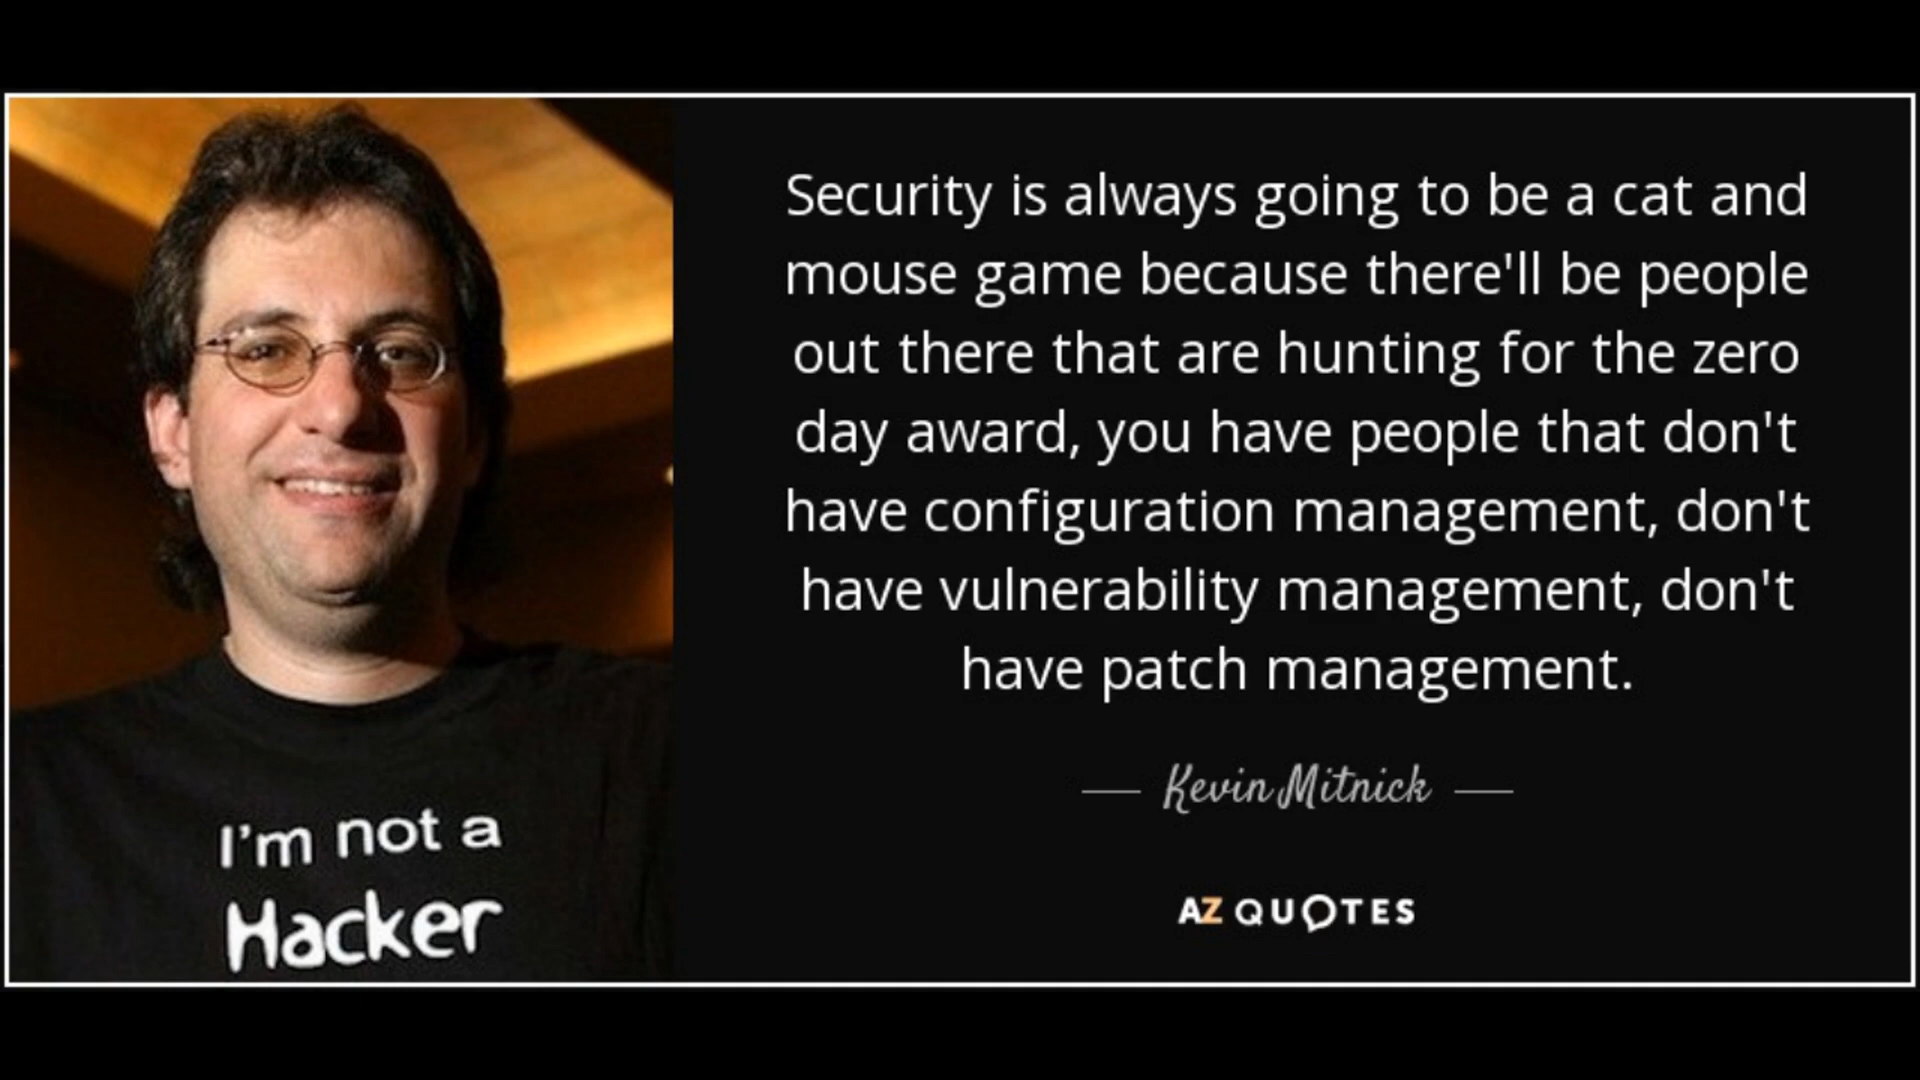 Security is always going to be a cat and
mouse game because there'll be people
out there that are hunting for the zero
day award, you have people that don't
have configuration management, don't
have vulnerability management, don't
have patch management.
Kevin Mitnick
AZ QUOTES
I'm not a
Hacker